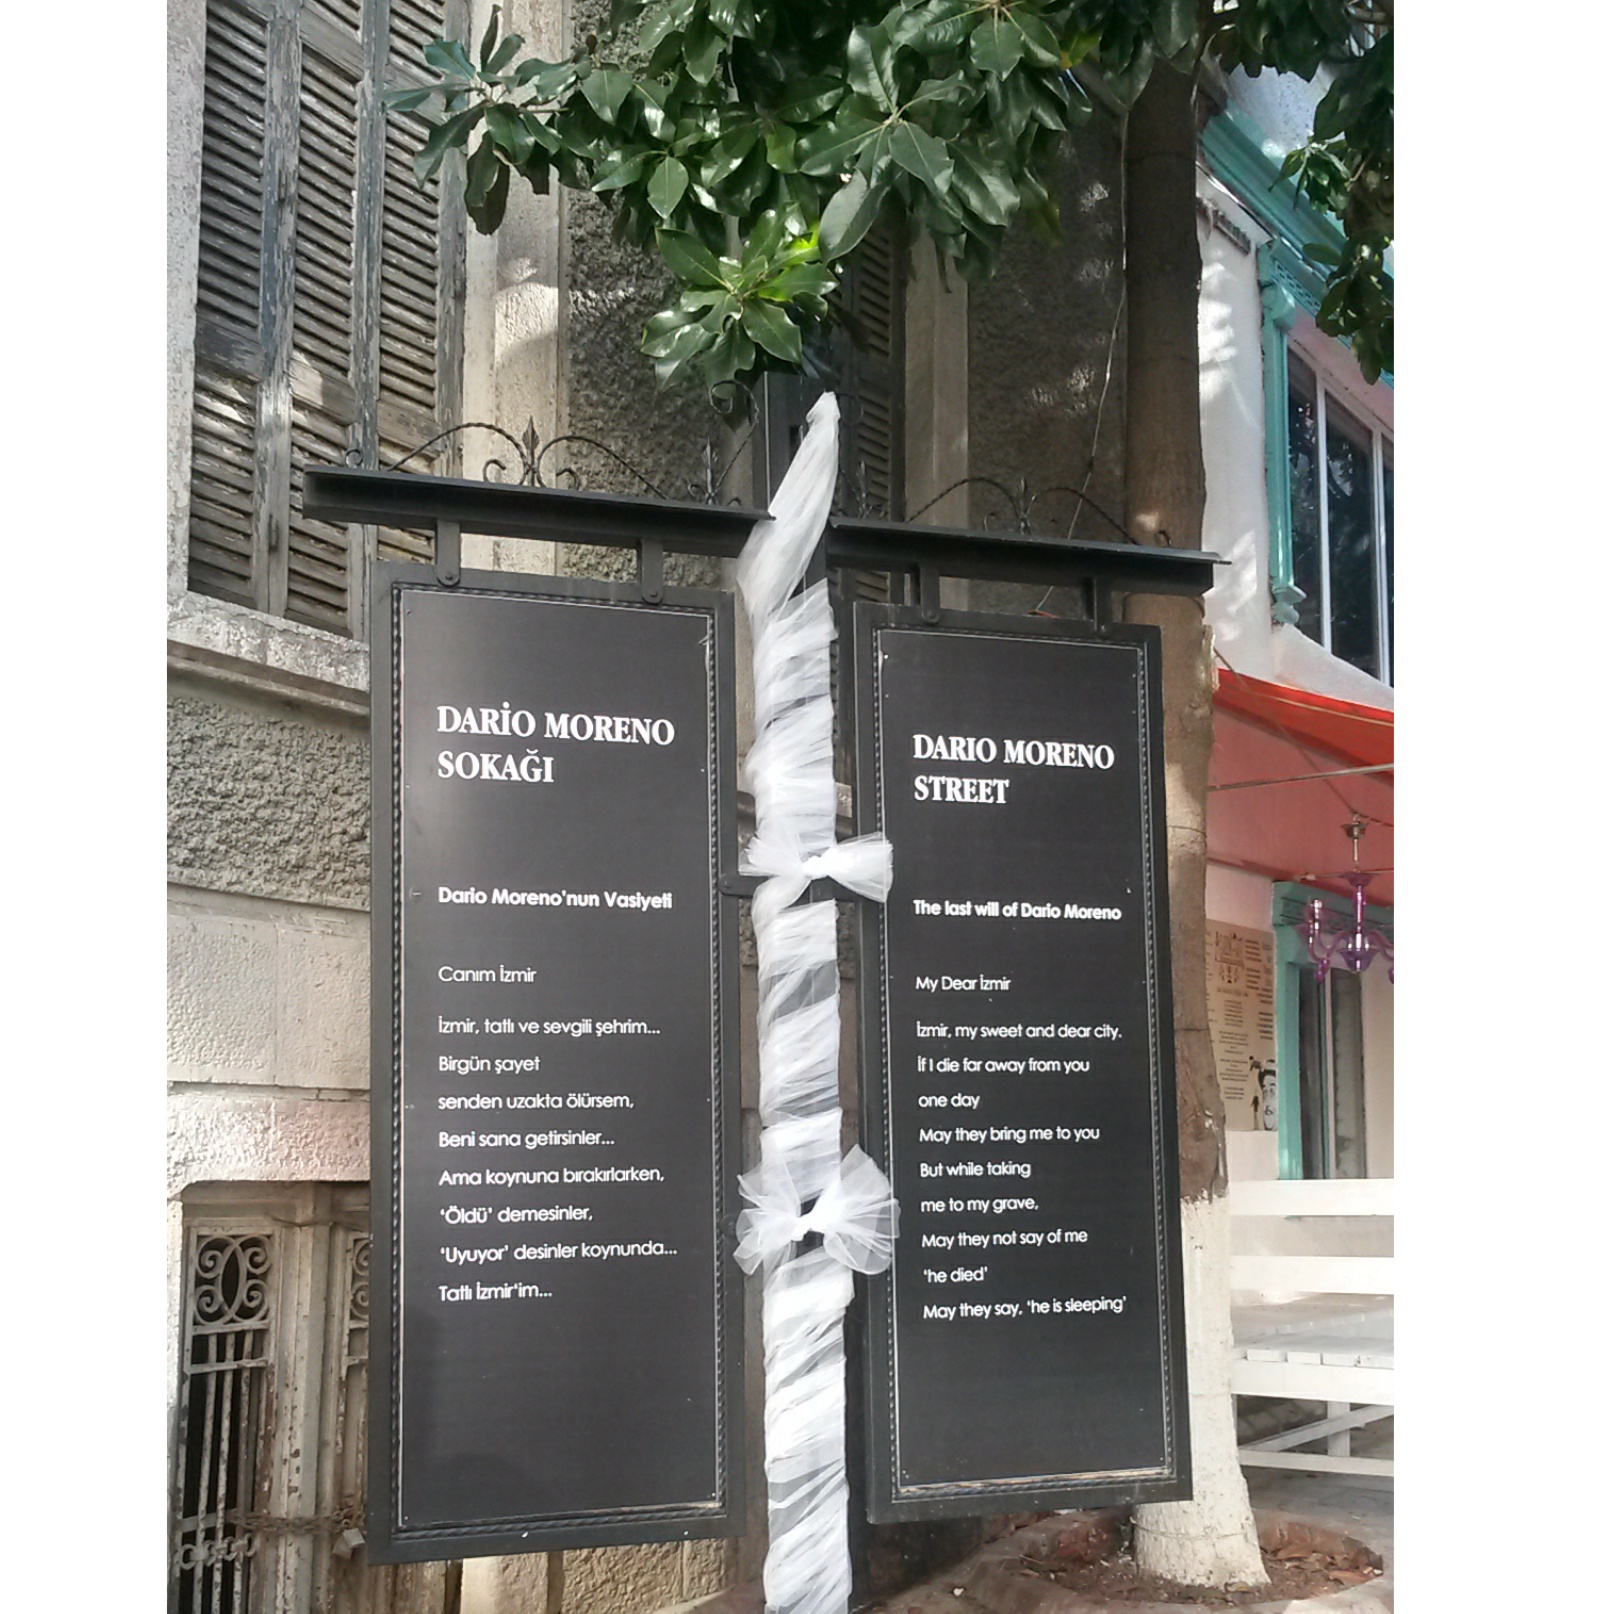 DARİO MORENO
SOKAĞI
Dario Moreno'nun Vasiyeti
Canım İzmir
İzmir, tatlı ve sevgili şehrim...
Birgün şayet
senden uzakta ölürsem,
Beni sana getirsinler...
Ama koynuna bırakırlarken,
'Öldü' demesinler,
'Uyuyor' desinler koynunda...
Tatlı İzmir'im...
DARIO MORENO
STREET
The last will of Dario Moreno
My Dear İzmir
İzmir, my sweet and dear city.
İf I die far away from you
one day
May they bring me to you
But while taking
me to my grave,
May they not say of me
'he died'
May they say, 'he is sleeping'